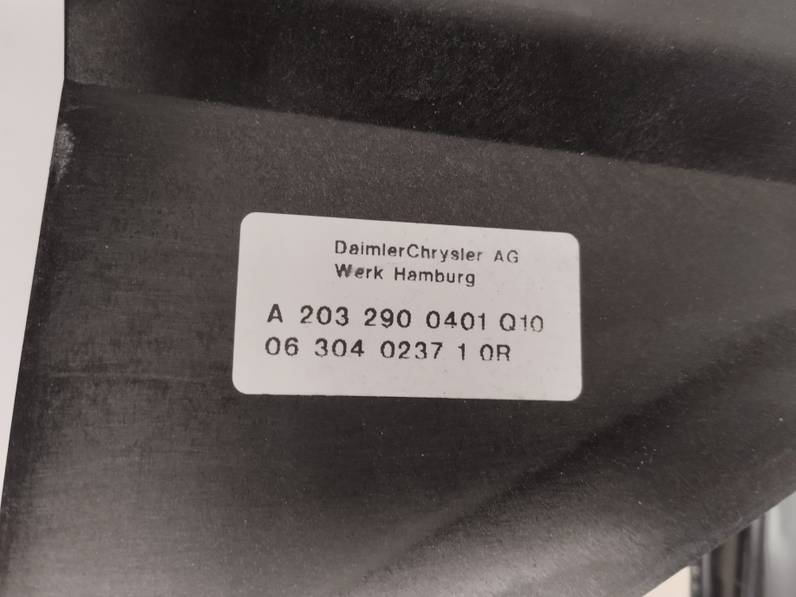 DaimlerChrysler AG
Werk Hamburg
A 203 290 0401 Q10
06 304 0237 1 0R